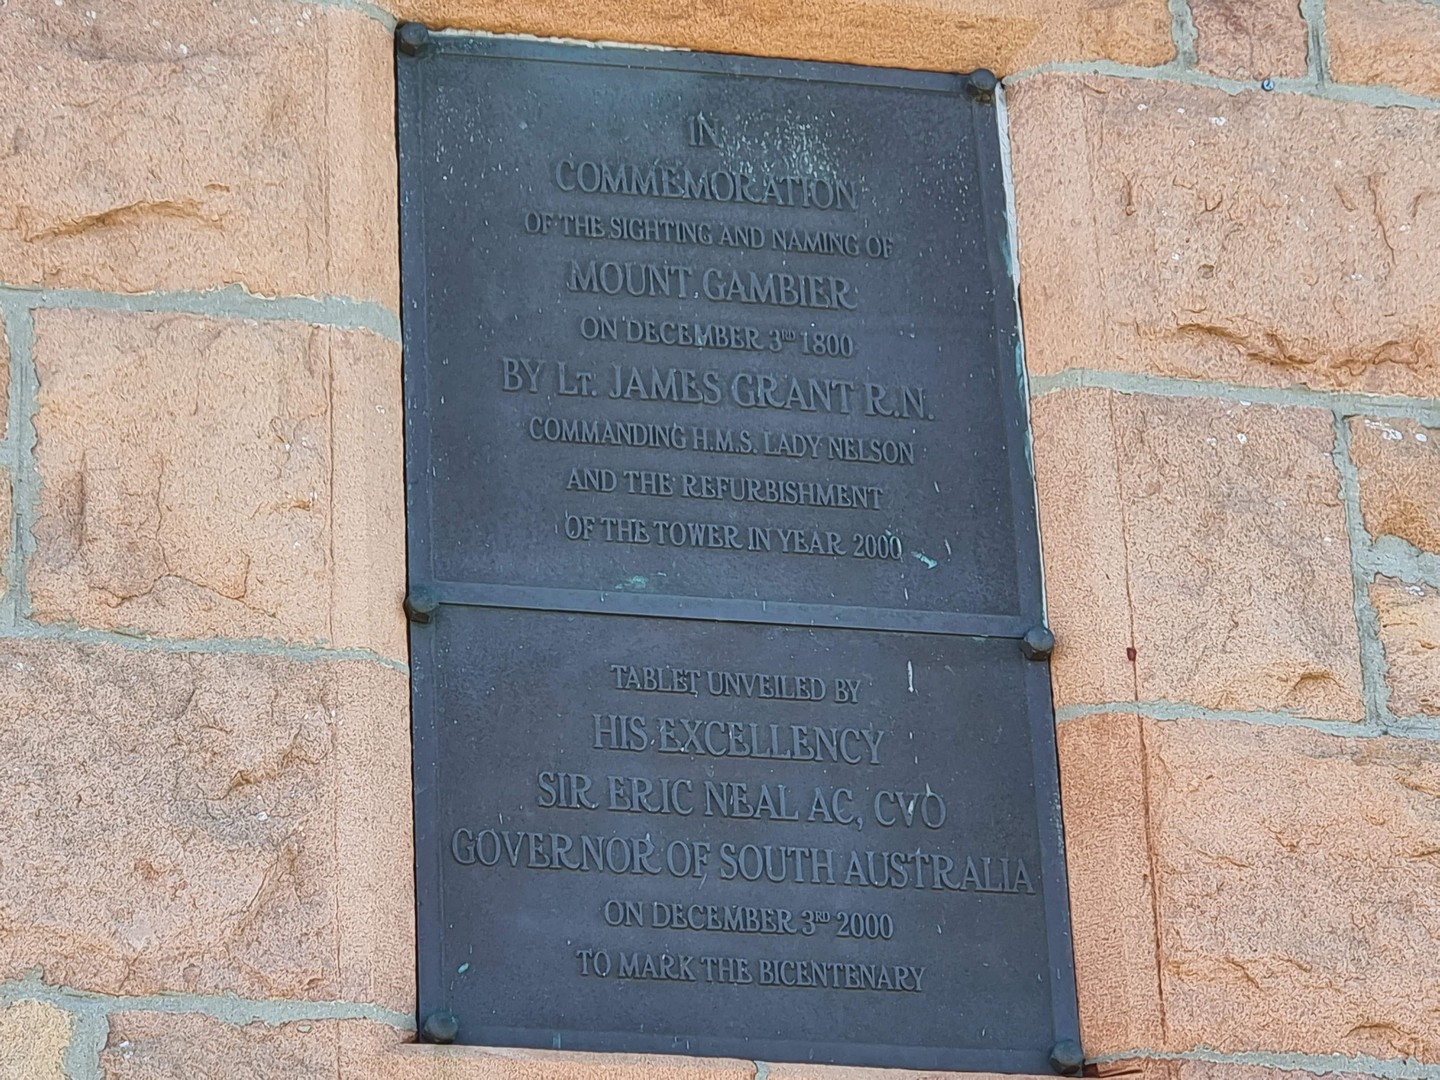 IN
COMMEMORATION
OF THE SIGHTING AND NAMING OF
MOUNT GAMBIER
ON DECEMBER 3RD 1800
BY LT. JAMES GRANT R.N.
COMMANDING H.M.S. LADY NELSON
AND THE REFURBISHMENT
OF THE TOWER IN YEAR 2000
TABLET UNVEILED BY
HIS EXCELLENCY
SIR ERIC NEAL AC, CVO
GOVERNOR OF SOUTH AUSTRALIA
ON DECEMBER 3RD 2000
TO MARK THE BICENTENARY